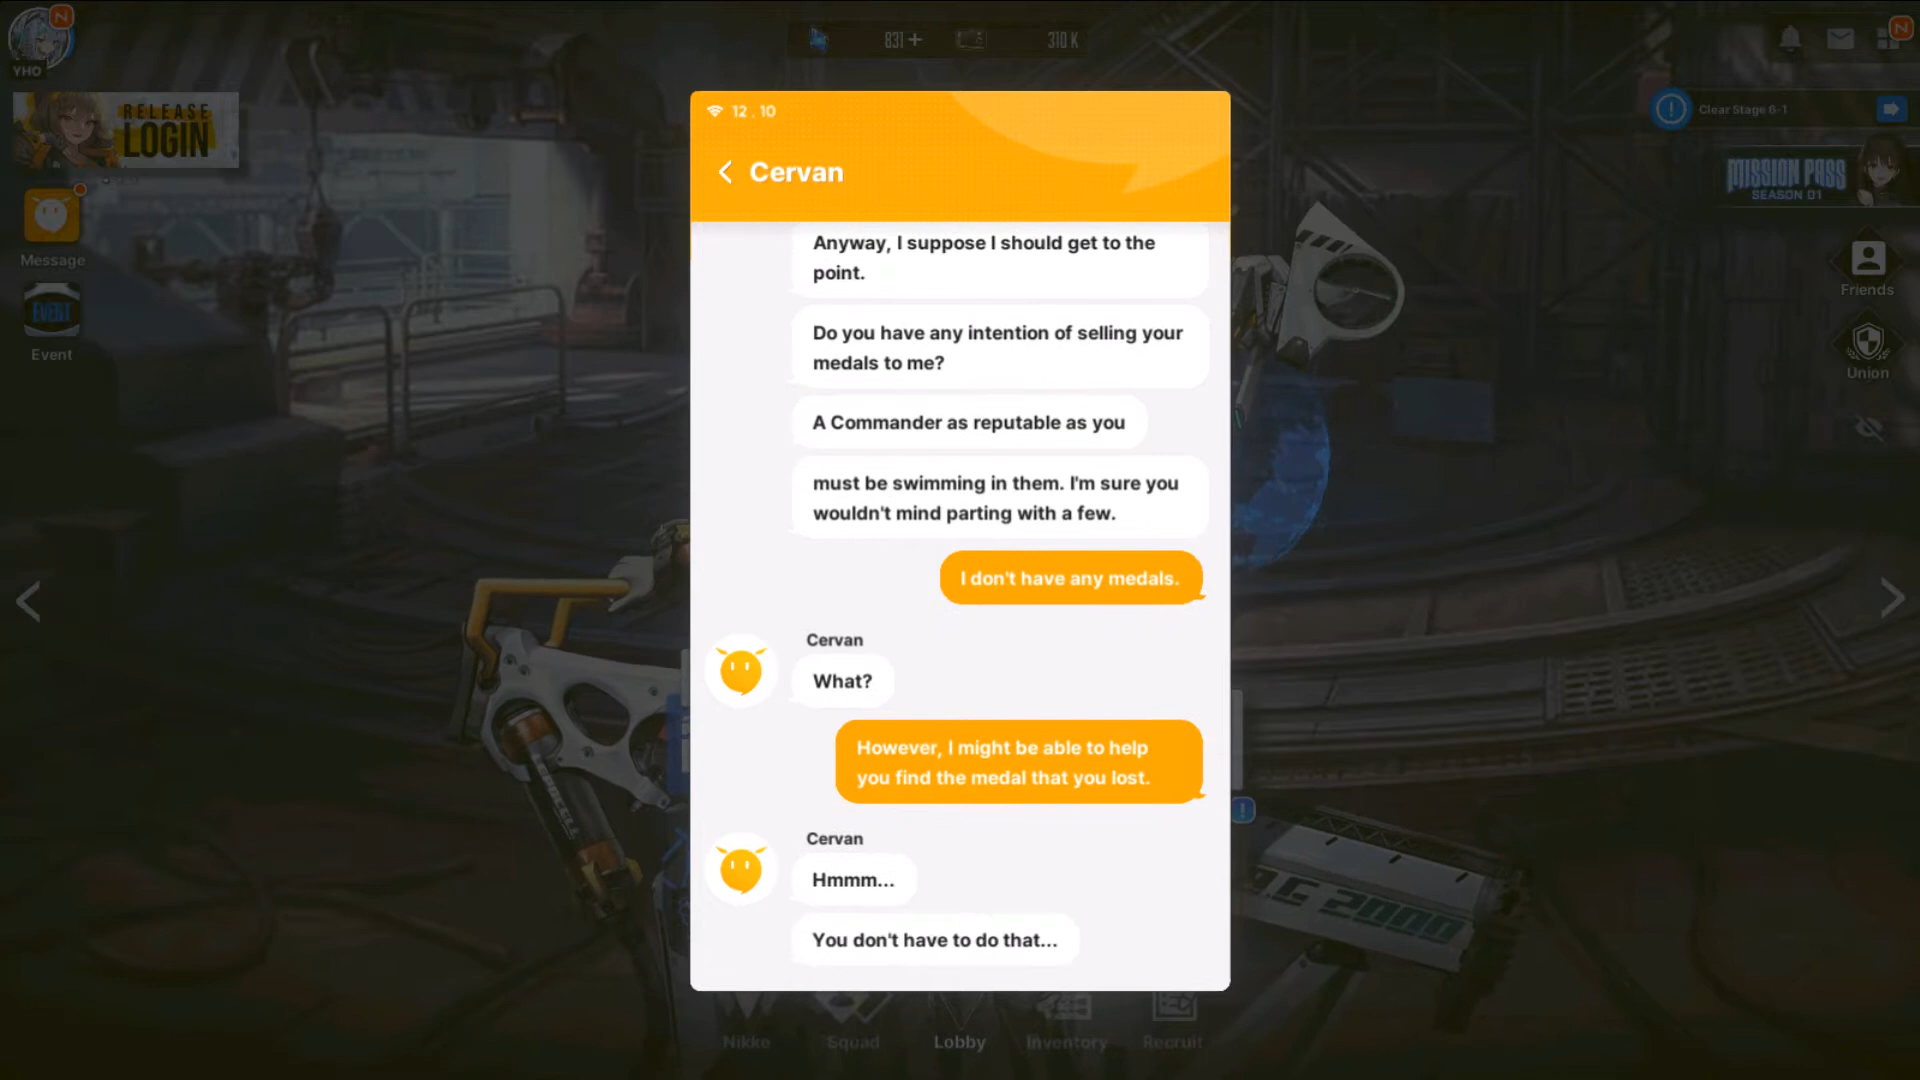 N
YHO
831 +
310 K
N
RELEASE
LOGIN
Message
EVENT
Event
Clear Stage 6-1
MISSION PASS
SEASON 01
Friends
Union
12 . 10
Cervan
Anyway, I suppose I should get to the
point.
Do you have any intention of selling your
medals to me?
A Commander as reputable as you
must be swimming in them. I'm sure you
wouldn't mind parting with a few.
I don't have any medals.
Cervan
What?
However, I might be able to help
you find the medal that you lost.
Cervan
Hmmm...
You don't have to do that...
Nikke
Squad
Lobby
Inventory
Recruit